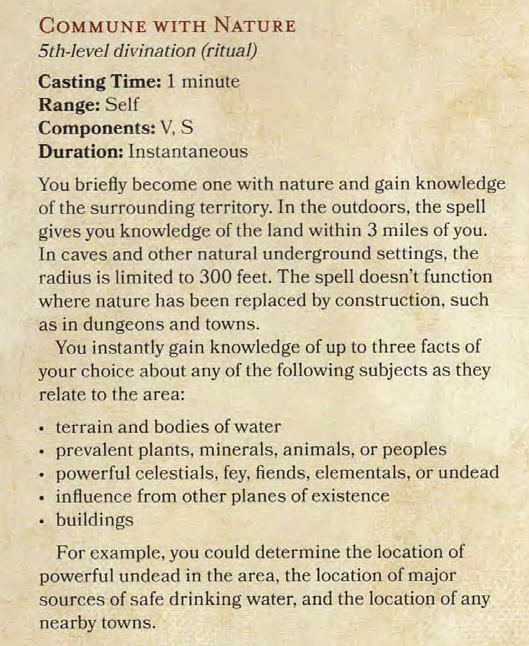 COMMUNE WITH NATURE
5th-level divination (ritual)
Casting Time: 1 minute
Range: Self
Components: V, S
Duration: Instantaneous
You briefly become one with nature and gain knowledge
of the surrounding territory. In the outdoors, the spell
gives you knowledge of the land within 3 miles of you.
In caves and other natural underground settings, the
radius is limited to 300 feet. The spell doesn't function
where nature has been replaced by construction, such
as in dungeons and towns.
You instantly gain knowledge of up to three facts of
your choice about any of the following subjects as they
relate to the area:
• terrain and bodies of water
• prevalent plants, minerals, animals, or peoples
• powerful celestials, fey, fiends, elementals, or undead
• influence from other planes of existence
• buildings
For example, you could determine the location of
powerful undead in the area, the location of major
sources of safe drinking water, and the location of any
nearby towns.